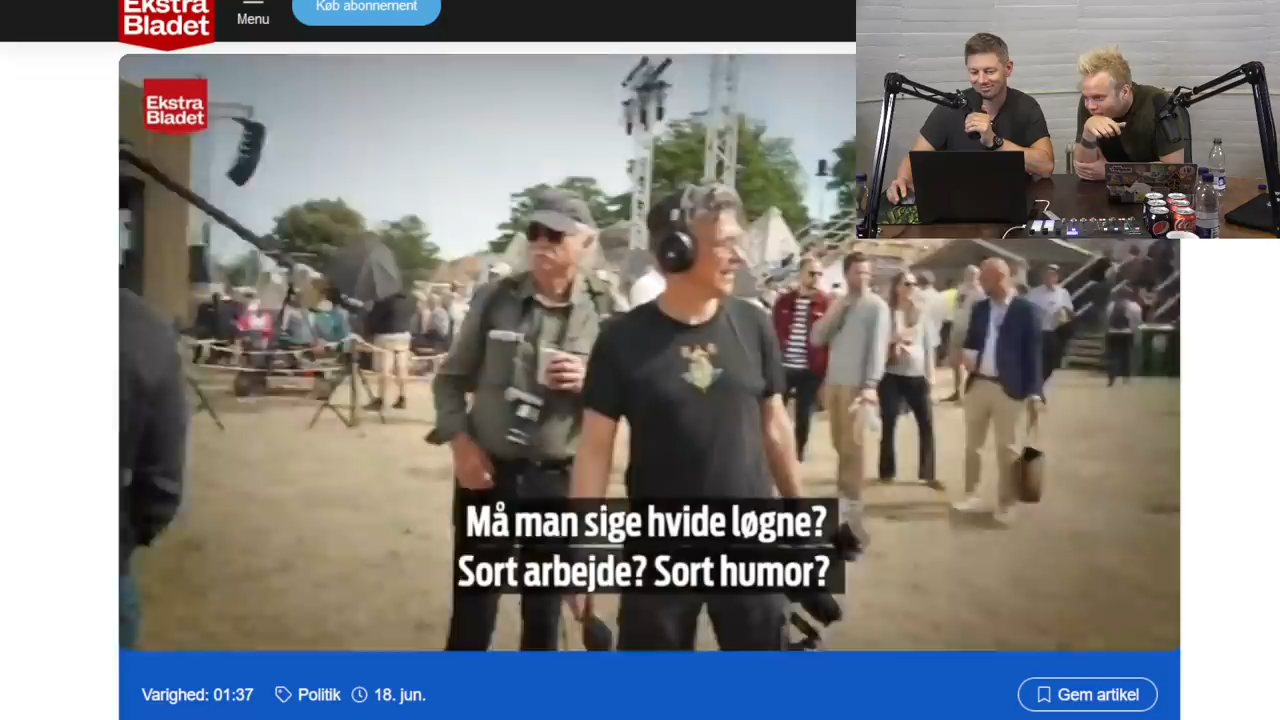 Ekstra
Bladet
Menu
Køb abonnement
Ekstra
Bladet
Må man sige hvide løgne?
Sort arbejde? Sort humor?
Varighed: 01:37
Politik
18. jun.
Gem artikel